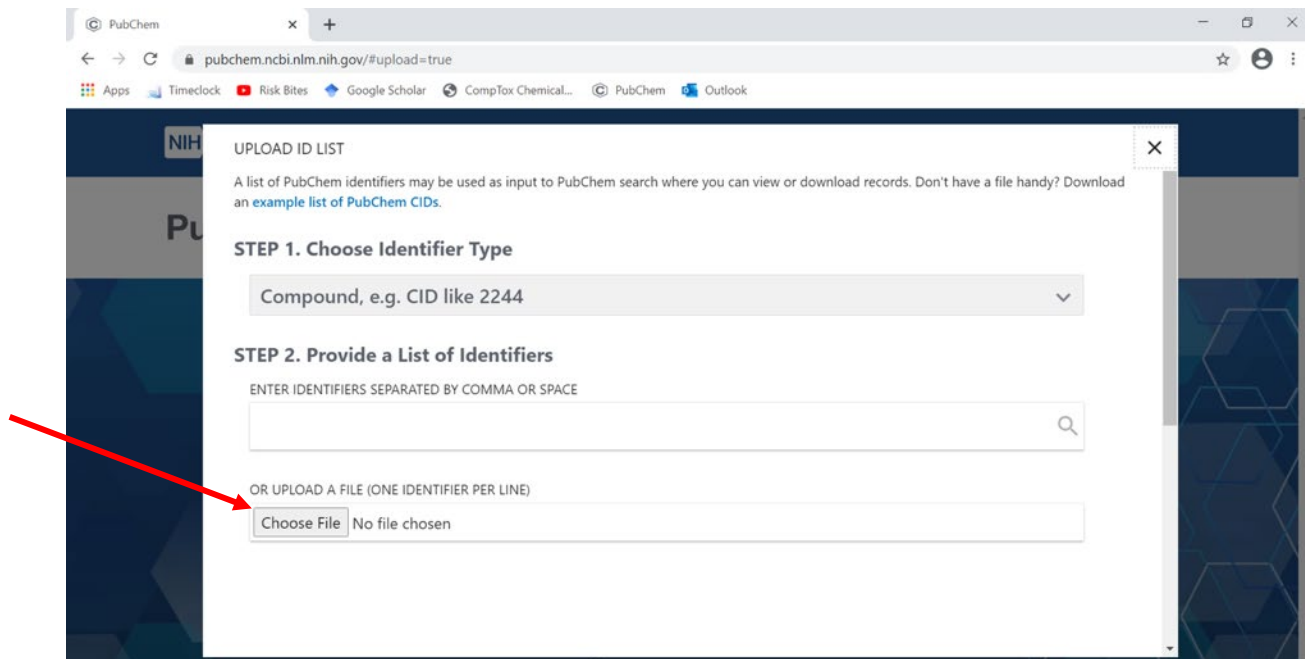 PubChem
pubchem.ncbi.nlm.nih.gov/#upload=true
Apps Timeclock Risk Bites Google Scholar CompTox Chemical... PubChem Outlook
NIH
UPLOAD ID LIST
A list of PubChem identifiers may be used as input to PubChem search where you can view or download records. Don't have a file handy? Download
an example list of PubChem CIDs.
Pu
STEP 1. Choose Identifier Type
Compound, e.g. CID like 2244
STEP 2. Provide a List of Identifiers
ENTER IDENTIFIERS SEPARATED BY COMMA OR SPACE
OR UPLOAD A FILE (ONE IDENTIFIER PER LINE)
Choose File No file chosen